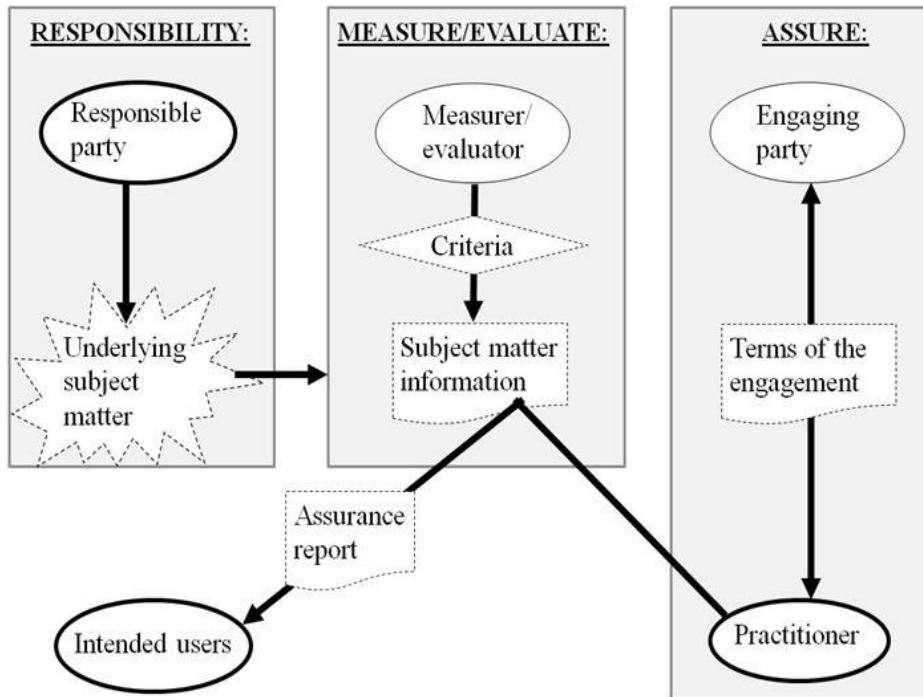 RESPONSIBILITY:
Responsible
party
Underlying
subject
matter
MEASURE/EVALUATE:
Measurer/
evaluator
Criteria
Subject matter
information
ASSURE:
Engaging
party
Terms of the
engagement
Practitioner
Assurance
report
Intended users